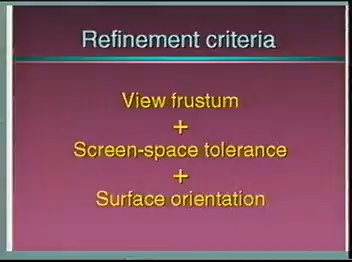 Refinement criteria
View frustum
+
Screen-space tolerance
+
Surface orientation